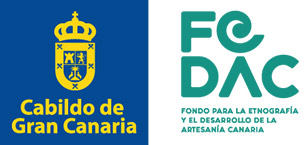 Cabildo de
Gran Canaria
FE
DAC
FONDO PARA LA ETNOGRAFÍA
Y EL DESARROLLO DE LA
ARTESANÍA CANARIA